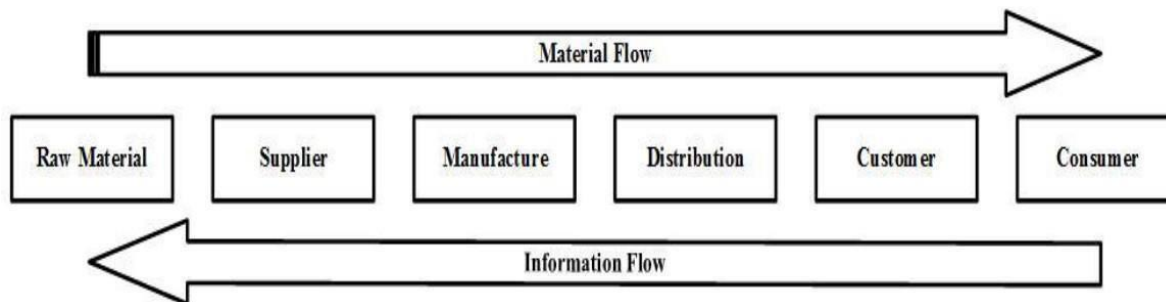 Material Flow
Raw Material
Supplier
Manufacture
Distribution
Customer
Consumer
Information Flow